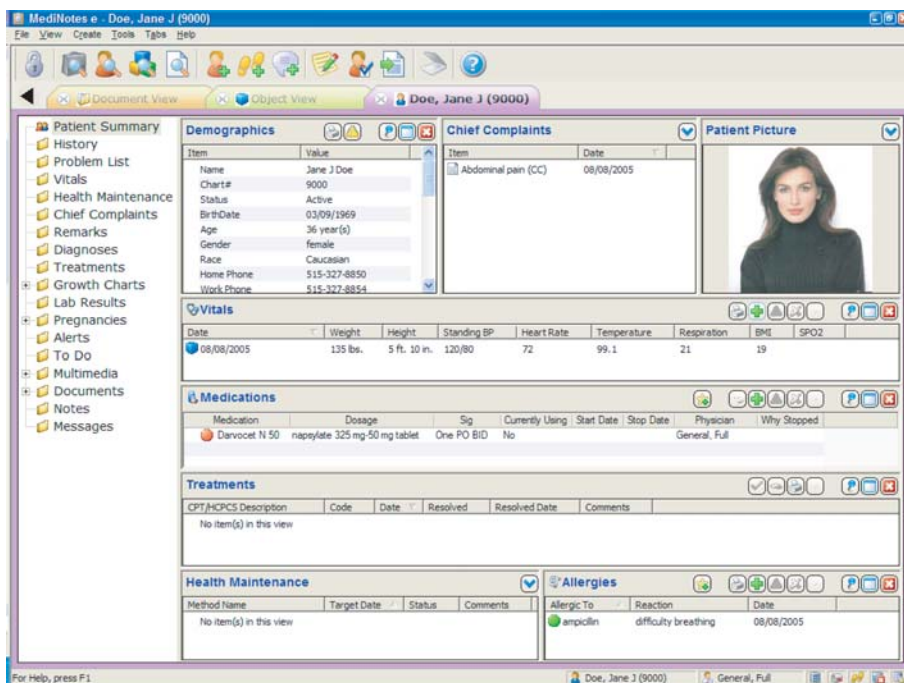 MediNotes e - Doe, Jane J (9000)
File View Create Tools Tabs Help
Document View Object View Doe, Jane J (9000)
Patient Summary
History
Problem List
Vitals
Health Maintenance
Chief Complaints
Remarks
Diagnoses
Treatments
Growth Charts
Lab Results
Pregnancies
Alerts
To Do
Multimedia
Documents
Notes
Messages
Demographics
Item Value
Name Jane J Doe
Chart# 9000
Status Active
BirthDate 03/09/1969
Age 36 year(s)
Gender female
Race Caucasian
Home Phone 515-327-8850
Work Phone 515-327-8854
Chief Complaints
Item Date
Abdominal pain (CC) 08/08/2005
Patient Picture
Vitals
Date Weight Height Standing BP Heart Rate Temperature Respiration BMI SPO2
08/08/2005 135 lbs. 5 ft. 10 in. 120/80 72 99.1 21 19
Medications
Medication Dosage Sig Currently Using Start Date Stop Date Physician Why Stopped
Darvocet N 50 napsylate 325 mg-50 mg tablet One PO BID No General, Full
Treatments
CPT/HCPCS Description Code Date Resolved Resolved Date Comments
No item(s) in this view
Health Maintenance
Method Name Target Date Status Comments
No item(s) in this view
Allergies
Allergic To Reaction Date
ampicillin difficulty breathing 08/08/2005
For Help, press F1 Doe, Jane J (9000) General, Full